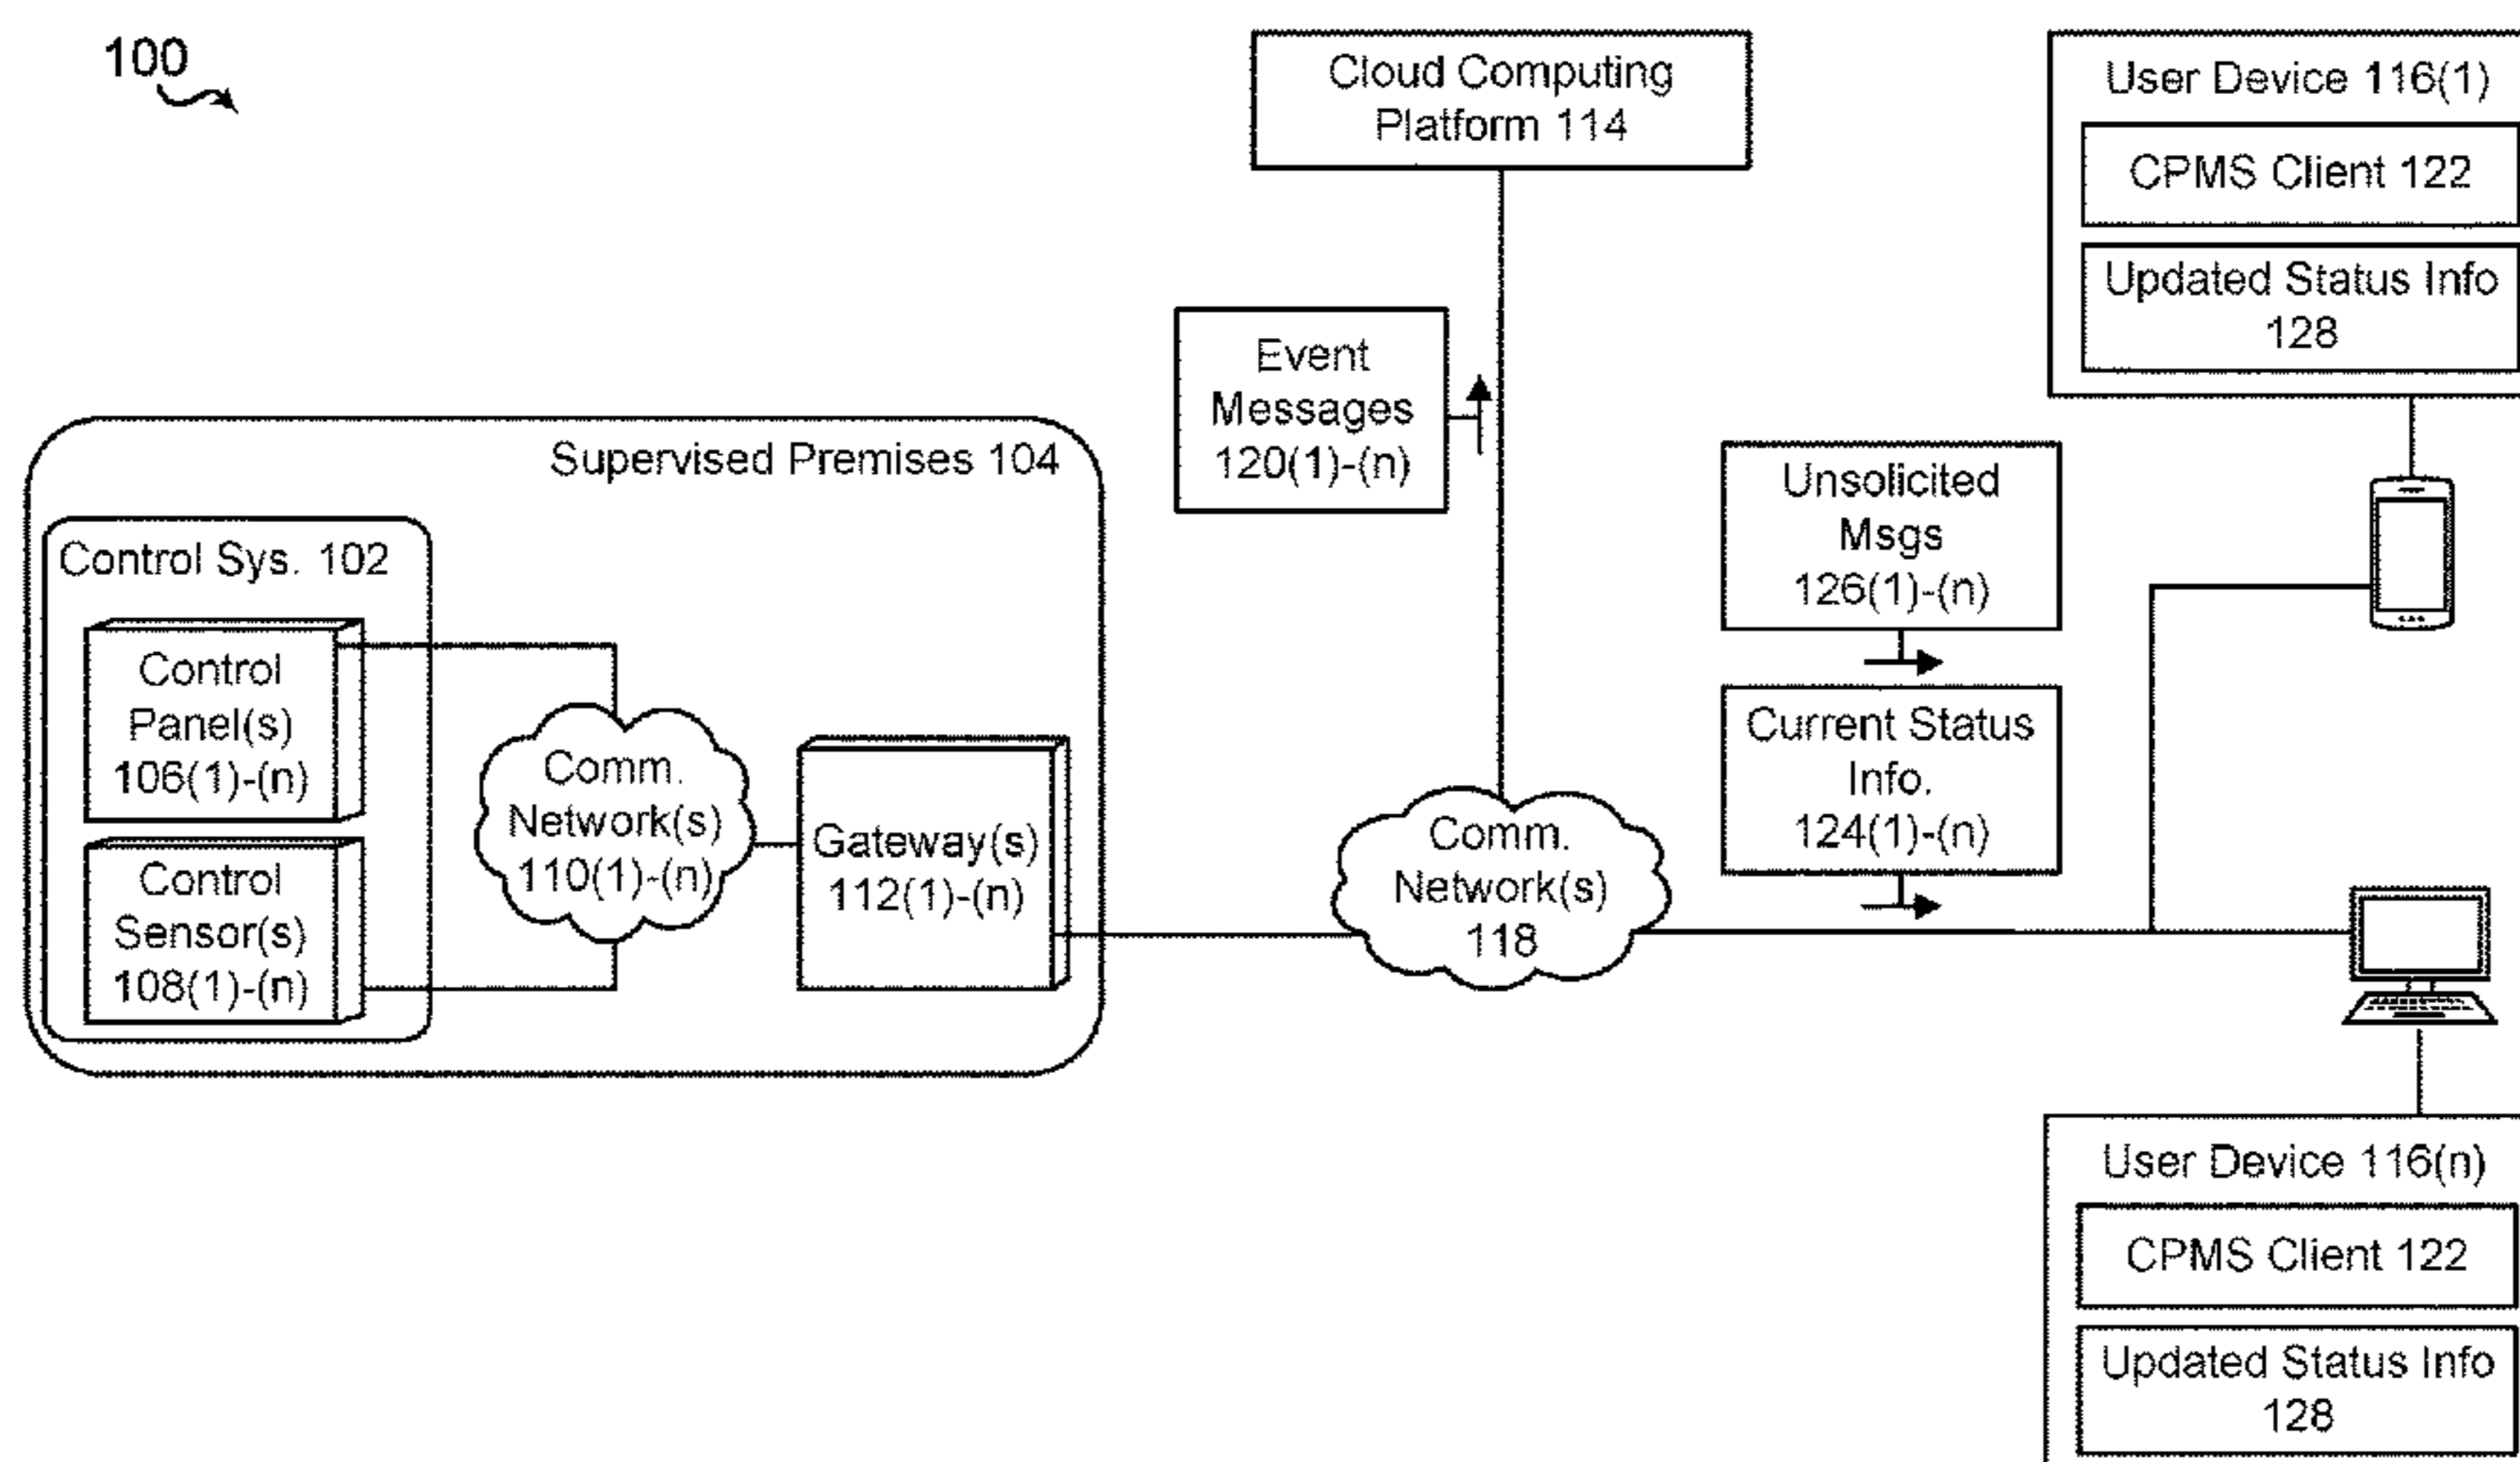 100
Cloud Computing
Platform 114
User Device 116(1)
CPMS Client 122
Updated Status Info
128
Event
Messages
120(1)-(n)
Supervised Premises 104
Control Sys. 102
Control
Panel(s)
106(1)-(n)
Control
Sensor(s)
108(1)-(n)
Comm.
Network(s)
110(1)-(n)
Gateway(s)
112(1)-(n)
Comm.
Network(s)
118
Unsolicited
Msgs
126(1)-(n)
Current Status
Info.
124(1)-(n)
User Device 116(n)
CPMS Client 122
Updated Status Info
128